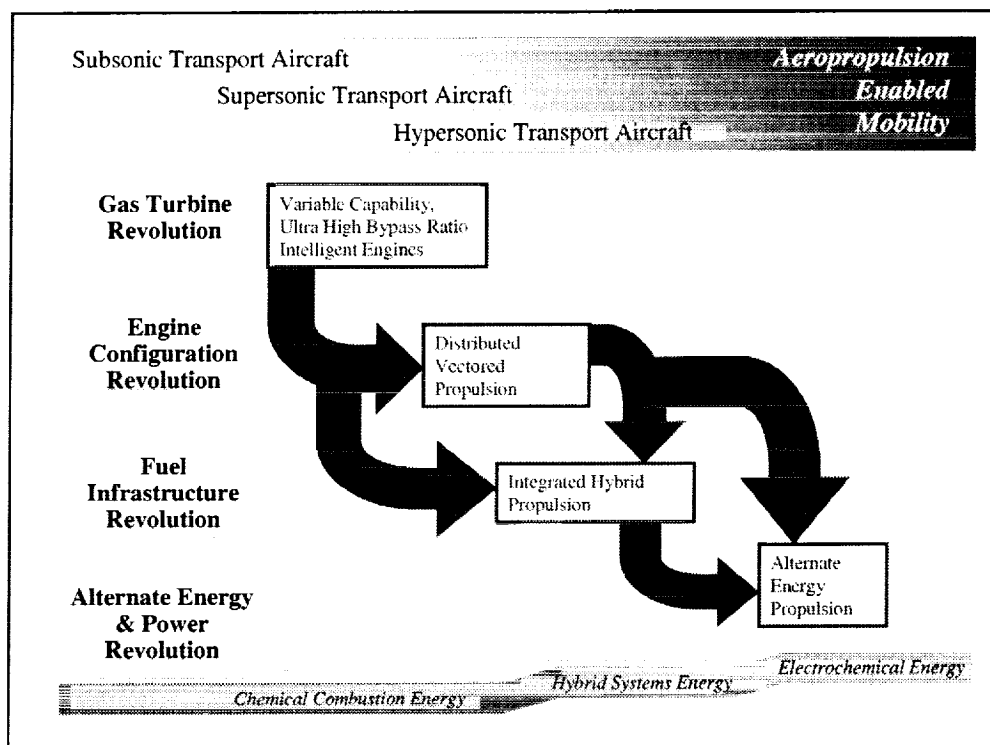 Subsonic Transport Aircraft
Supersonic Transport Aircraft
Hypersonic Transport Aircraft
Aeropropulsion
Enabled
Mobility
Gas Turbine
Revolution
Variable Capability,
Ultra High Bypass Ratio
Intelligent Engines
Engine
Configuration
Revolution
Distributed
Vectored
Propulsion
Fuel
Infrastructure
Revolution
Integrated Hybrid
Propulsion
Alternate Energy
& Power
Revolution
Alternate
Energy
Propulsion
Chemical Combustion Energy
Hybrid Systems Energy
Electrochemical Energy